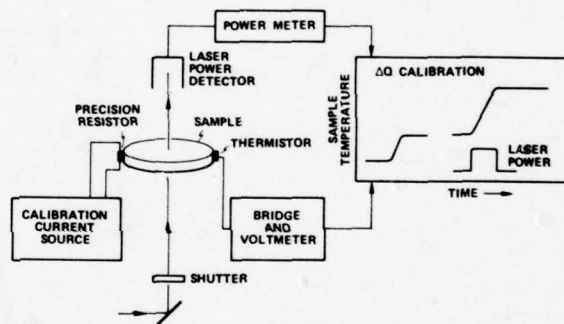 POWER METER
LASER
POWER
DETECTOR
PRECISION
RESISTOR
SAMPLE
THERMISTOR
CALIBRATION
CURRENT
SOURCE
BRIDGE
AND
VOLTMETER
SHUTTER
ΔQ CALIBRATION
SAMPLE
TEMPERATURE
LASER
POWER
TIME